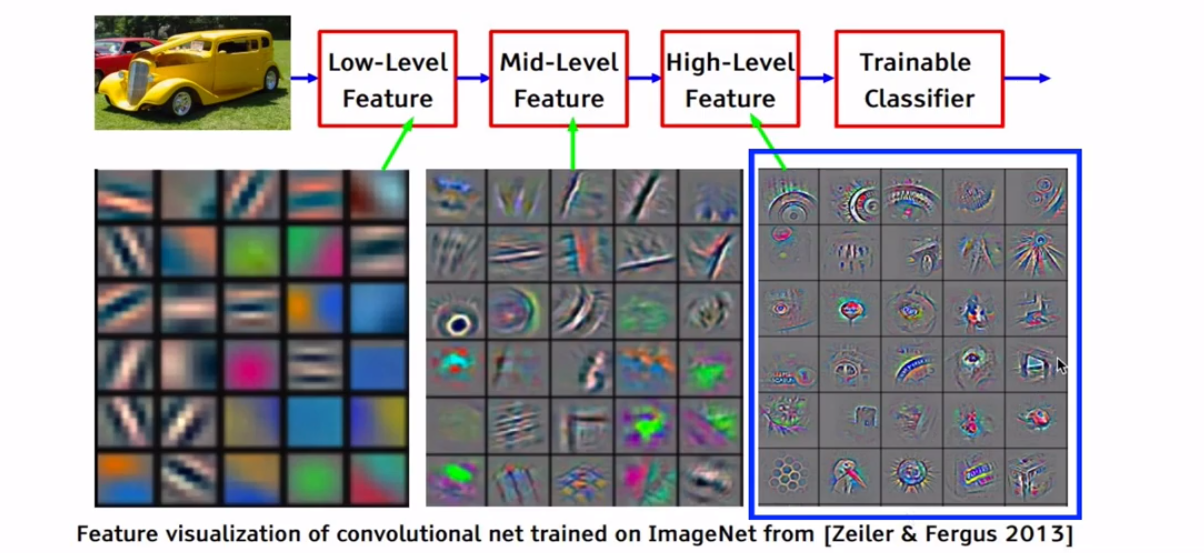 Low-Level
Feature
Mid-Level
Feature
High-Level
Feature
Trainable
Classifier
Feature visualization of convolutional net trained on ImageNet from [Zeiler & Fergus 2013]